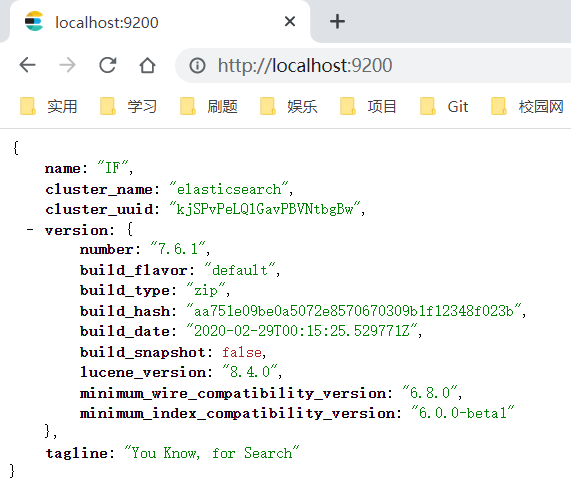 localhost:9200
http://localhost:9200
实用 学习 刷题 娱乐 项目 Git 校园网
{
name: "IF",
cluster_name: "elasticsearch",
cluster_uuid: "kjSPvPeLQlGavPBVNtbgBw",
- version: {
number: "7.6.1",
build_flavor: "default",
build_type: "zip",
build_hash: "aa751e09be0a5072e8570670309b1f12348f023b",
build_date: "2020-02-29T00:15:25.529771Z",
build_snapshot: false,
lucene_version: "8.4.0",
minimum_wire_compatibility_version: "6.8.0",
minimum_index_compatibility_version: "6.0.0-beta1"
},
tagline: "You Know, for Search"
}